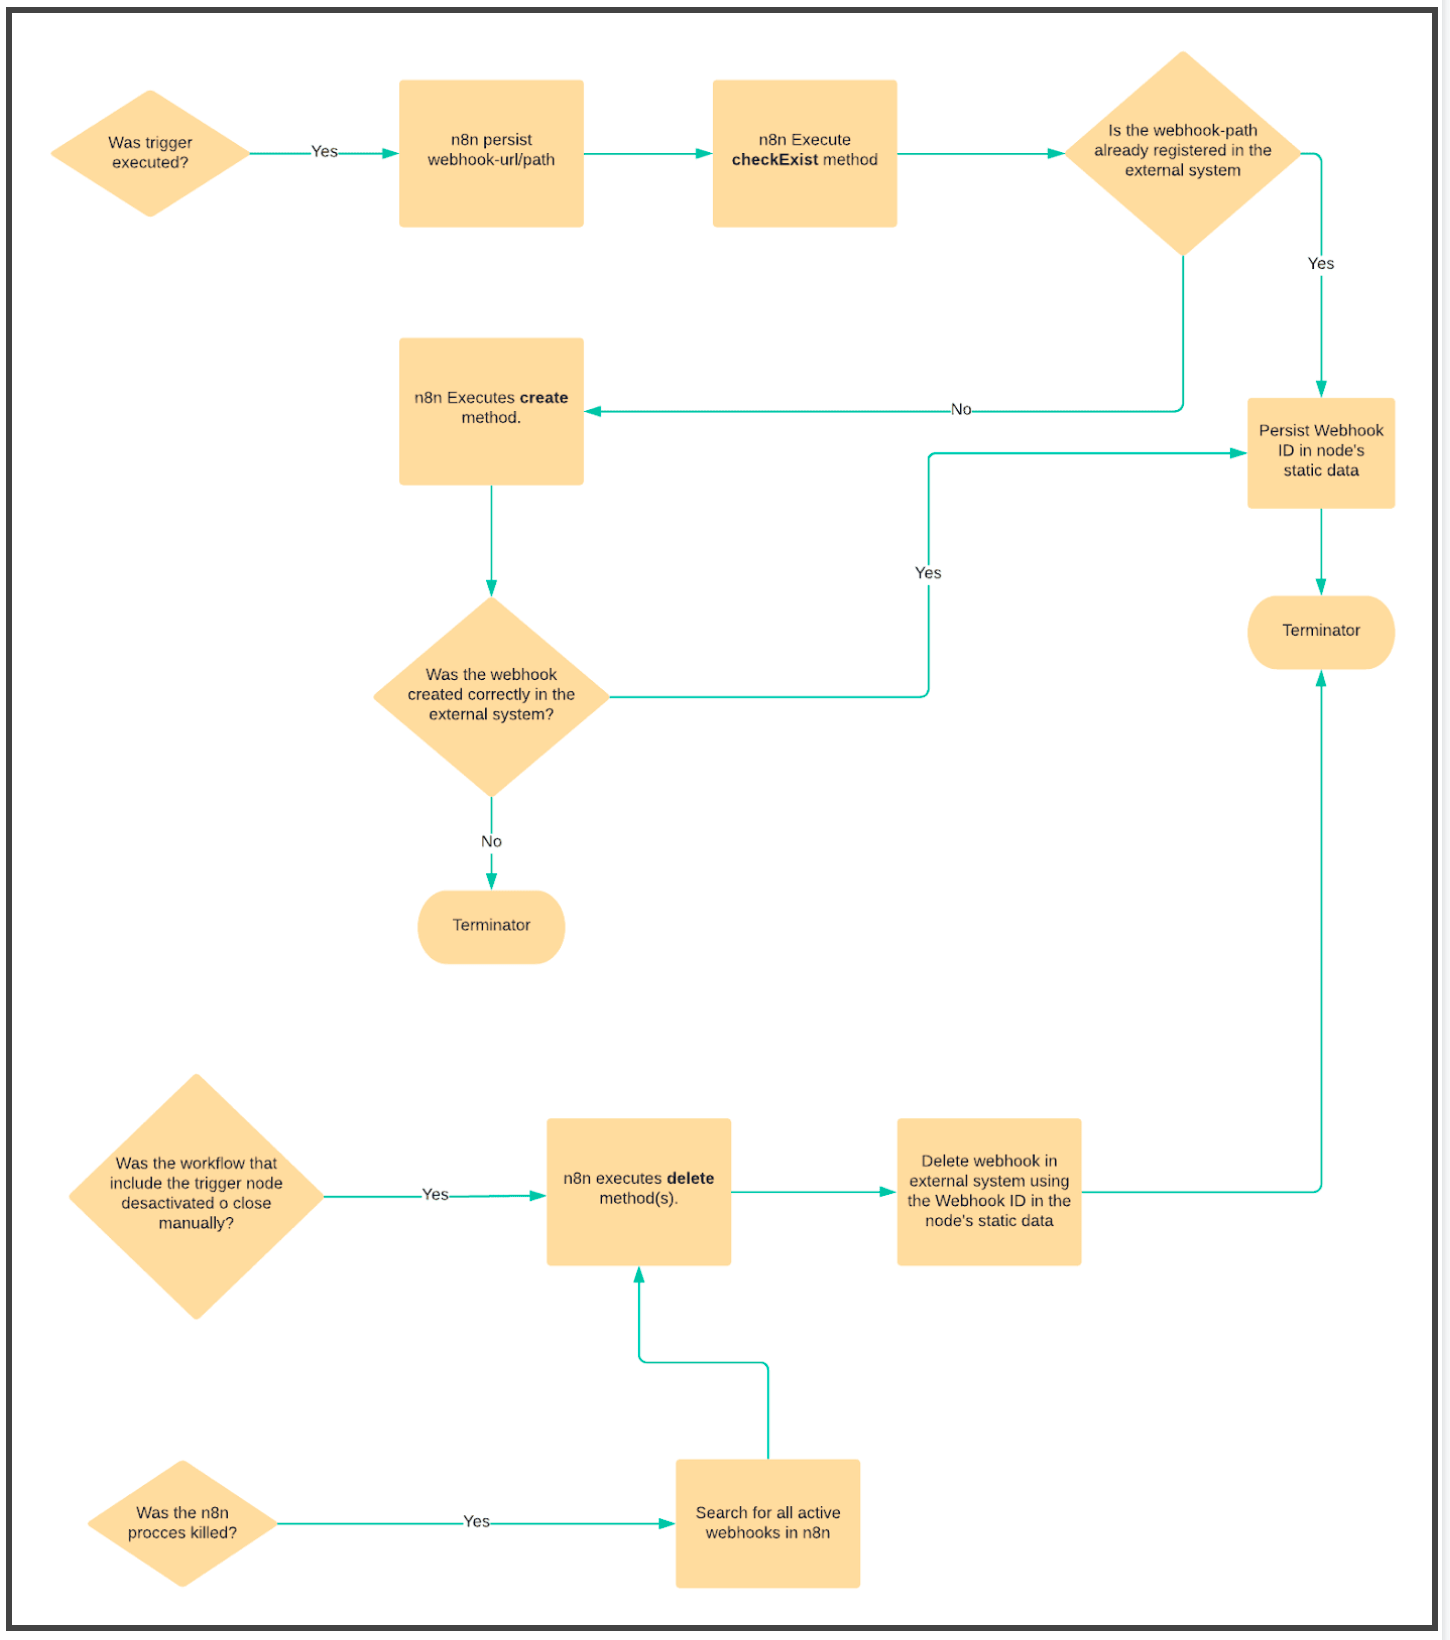 Was trigger
executed?
Yes
n8n persist
webhook-url/path
n8n Execute
checkExist method
Is the webhook-path
already registered in the
external system
Yes
n8n Executes create
method.
No
Persist Webhook
ID in node's
static data
Yes
Terminator
Was the webhook
created correctly in the
external system?
No
Terminator
Was the workflow that
include the trigger node
desactivated o close
manually?
Yes
n8n executes delete
method(s).
Delete webhook in
external system using
the Webhook ID in the
node's static data
Was the n8n
procces killed?
Yes
Search for all active
webhooks in n8n